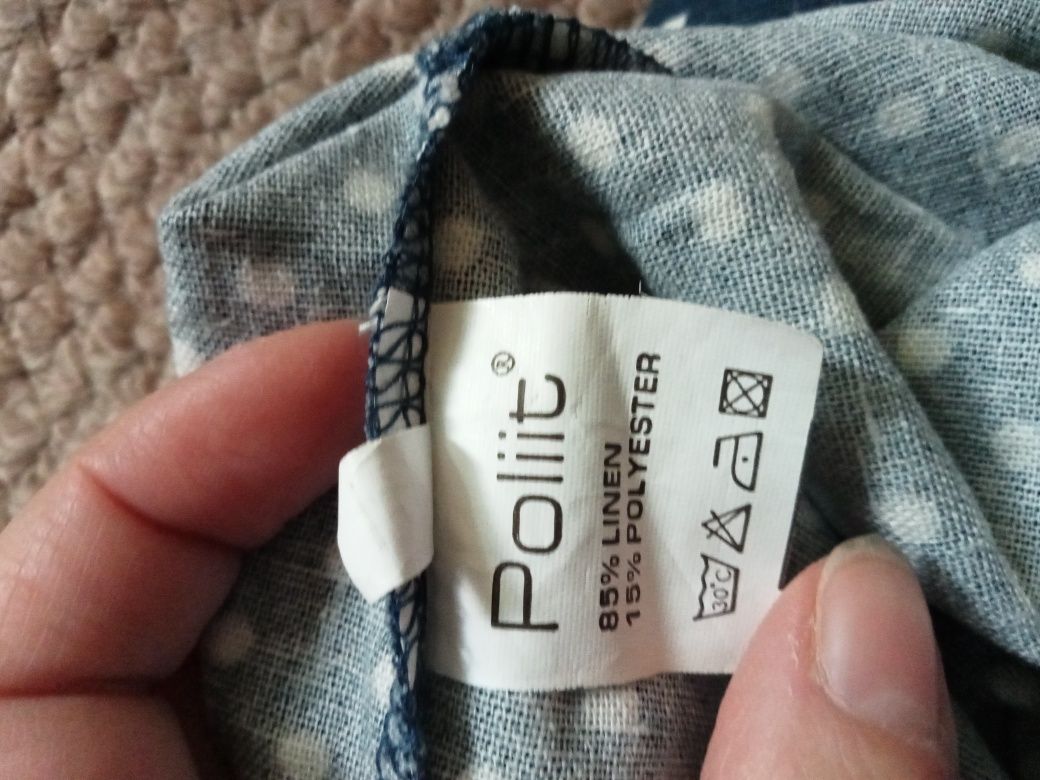 Poliit®
85% LINEN
15% POLYESTER
30°C